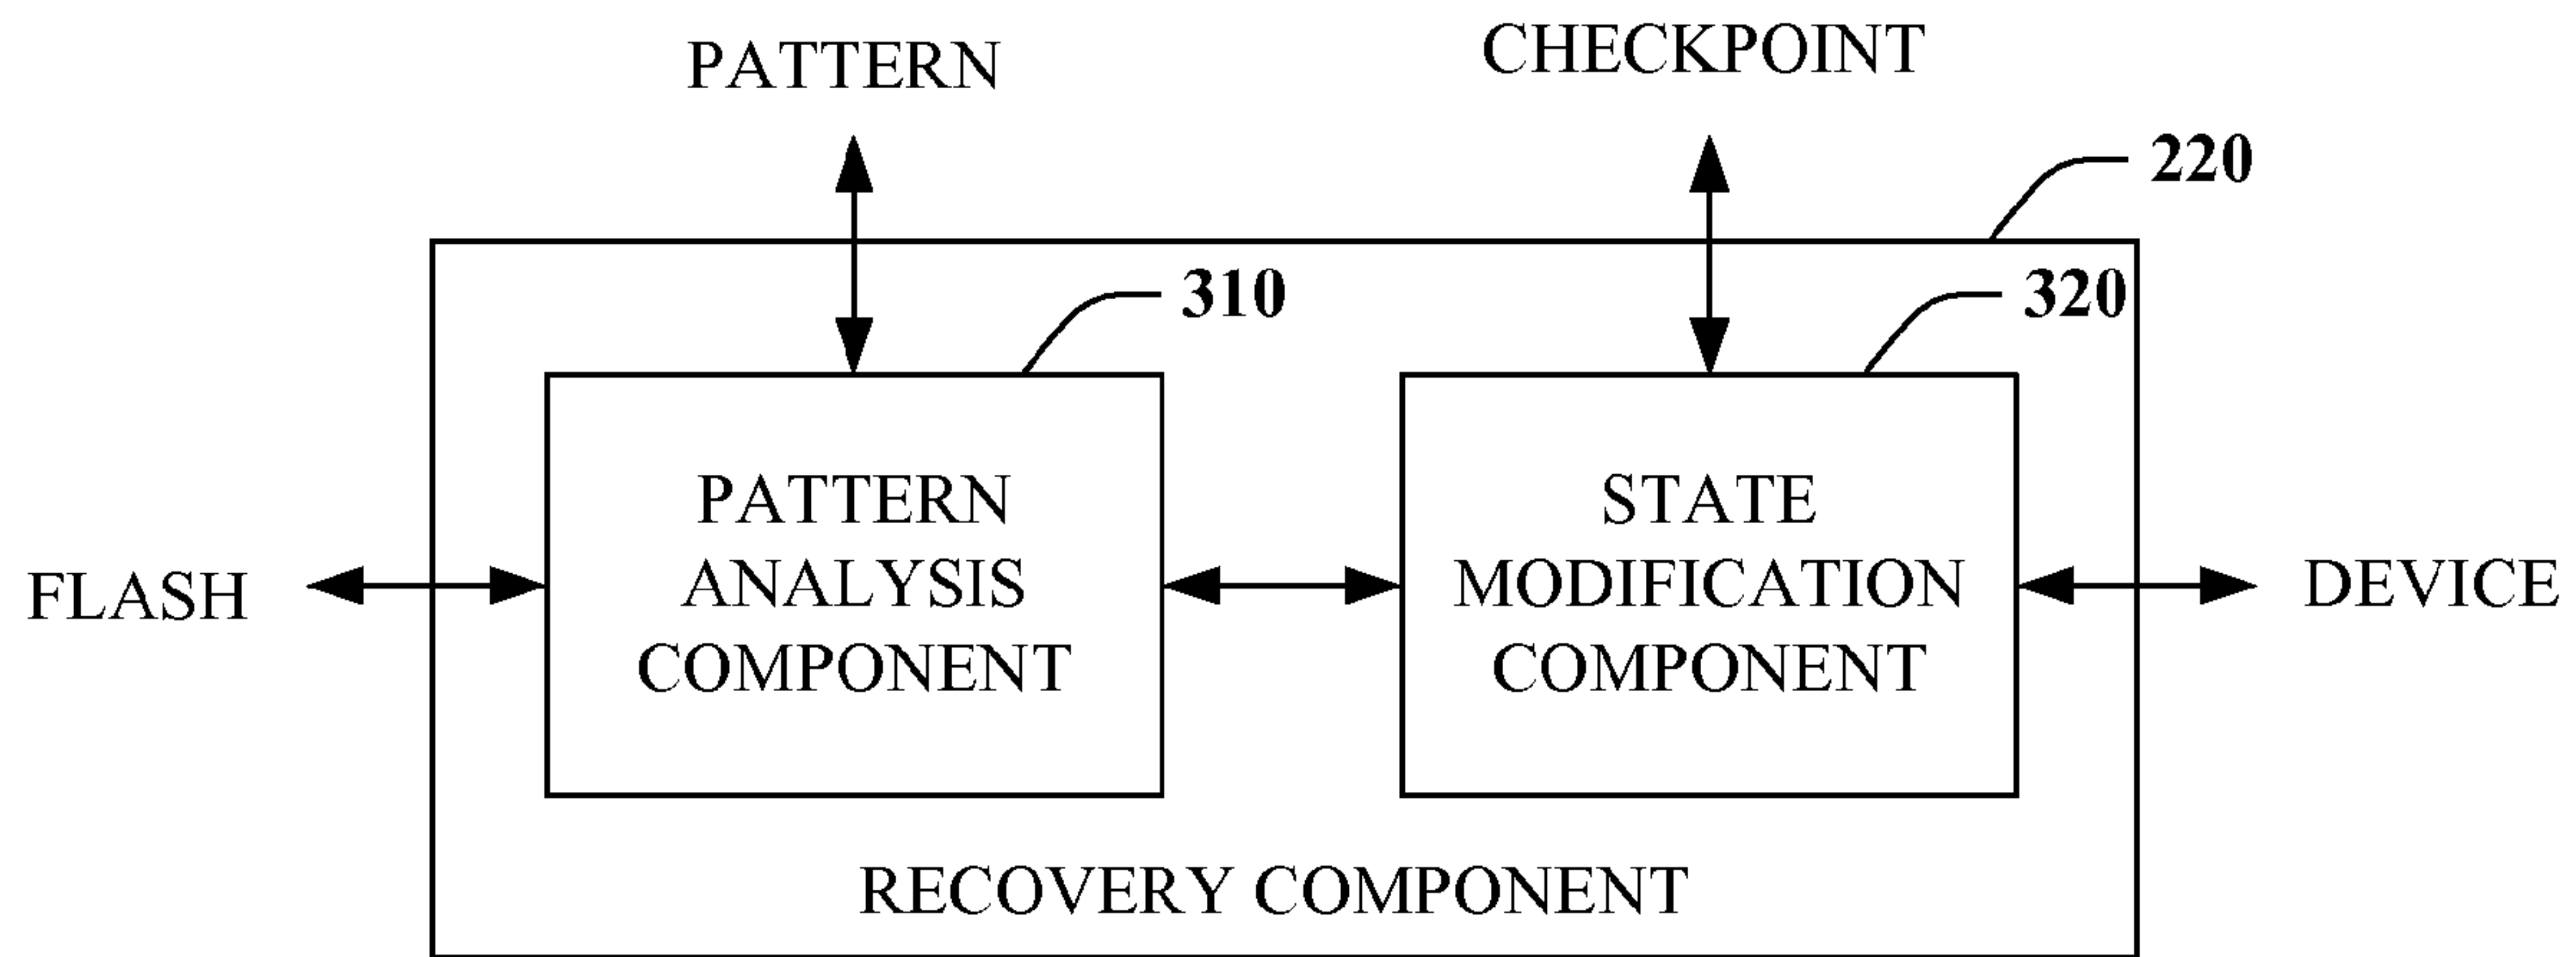 PATTERN
CHECKPOINT
220
310
320
PATTERN
ANALYSIS
COMPONENT
STATE
MODIFICATION
COMPONENT
FLASH
DEVICE
RECOVERY COMPONENT